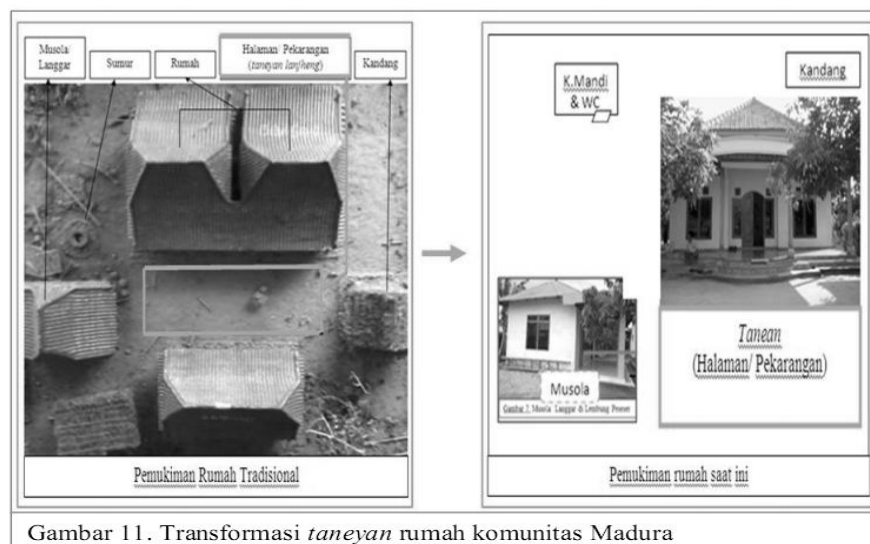 Musola/
Langgar
Sumur
Rumah
Halaman/ Pekarangan
(taneyan lanjheng)
Kandang
Pemukiman Rumah Tradisional
K.Mandi
& WC
Kandang
Musola
Tanean
(Halaman/ Pekarangan)
Pemukiman rumah saat ini
Gambar 11. Transformasi taneyan rumah komunitas Madura